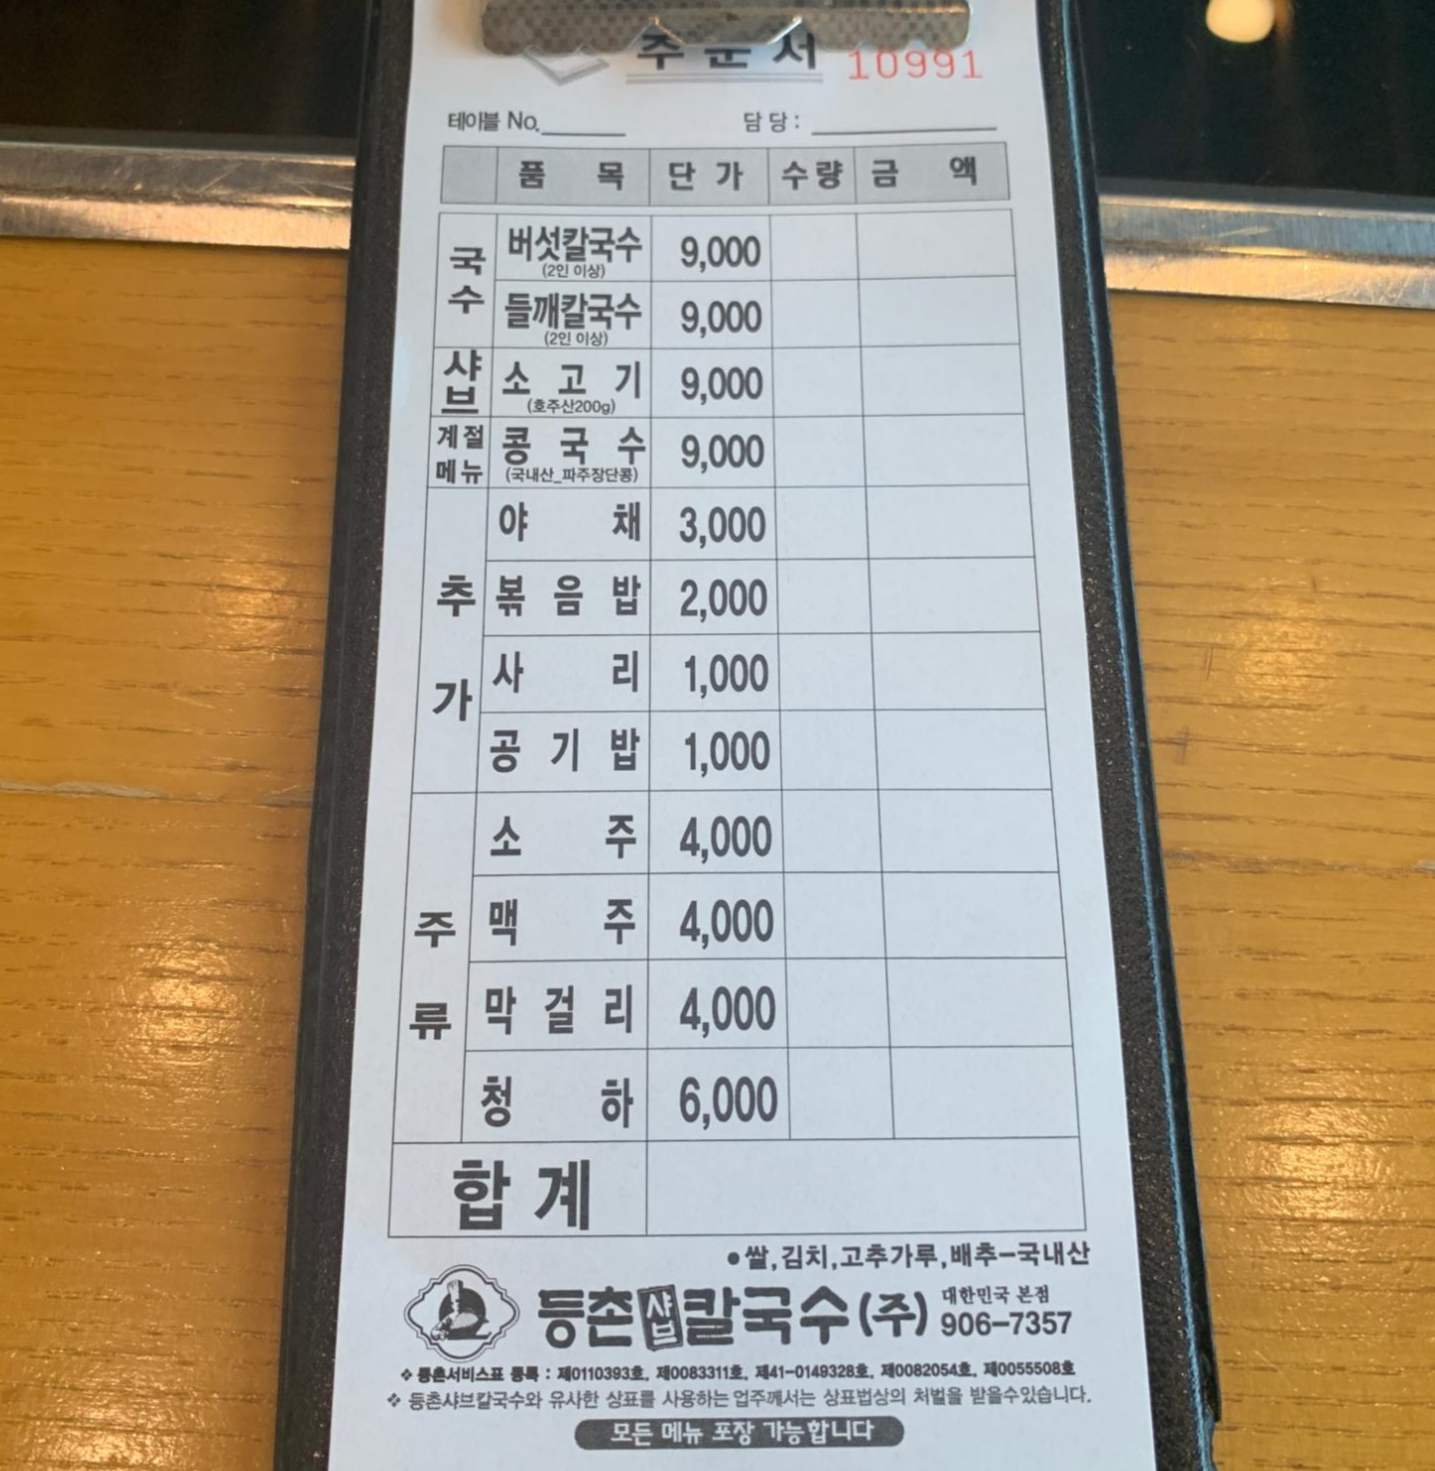 주문서 10991
테이블 No. 담당 :
품목 단가 수량 금액
국수 버섯칼국수 9,000
(2인 이상)
들깨칼국수 9,000
(2인 이상)
샤브 소고기 9,000
(호주산200g)
계절메뉴 콩국수 9,000
(국내산_파주장단콩)
추가 야채 3,000
볶음밥 2,000
사리 1,000
공기밥 1,000
주류 소주 4,000
맥주 4,000
막걸리 4,000
청하 6,000
합계
●쌀,김치,고추가루,배추-국내산
등촌샤브칼국수(주) 대한민국 본점
906-7357
❖ 등촌서비스표 등록 : 제0110393호, 제0083311호, 제41-0149328호, 제0082054호, 제0055508호
❖ 등촌샤브칼국수와 유사한 상표를 사용하는 업주께서는 상표법상의 처벌을 받을수있습니다.
모든 메뉴 포장 가능합니다